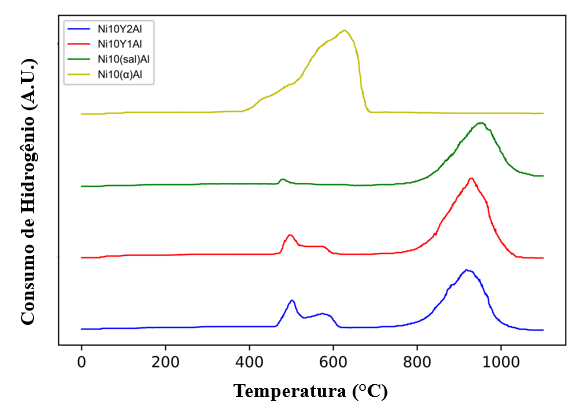 Ni10Y2Al
Ni10Y1Al
Ni10(sal)Al
Ni10(α)Al
Consumo de Hidrogênio (A.U.)
0 200 400 600 800 1000
Temperatura (°C)